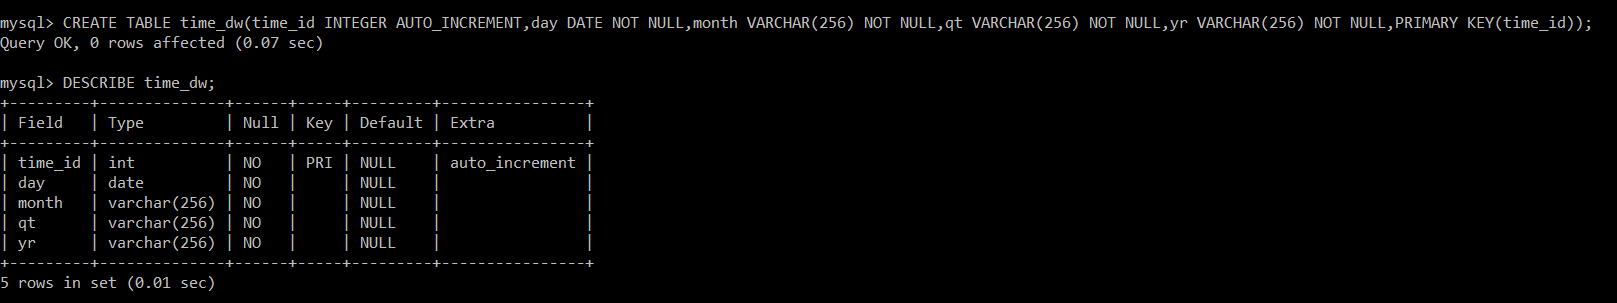 mysql> CREATE TABLE time_dw(time_id INTEGER AUTO_INCREMENT,day DATE NOT NULL,month VARCHAR(256) NOT NULL,qt VARCHAR(256) NOT NULL,yr VARCHAR(256) NOT NULL,PRIMARY KEY(time_id));
Query OK, 0 rows affected (0.07 sec)
mysql> DESCRIBE time_dw;
+---------+--------------+------+-----+---------+----------------+
| Field   | Type         | Null | Key | Default | Extra          |
+---------+--------------+------+-----+---------+----------------+
| time_id | int          | NO   | PRI | NULL    | auto_increment |
| day     | date         | NO   |     | NULL    |                |
| month   | varchar(256) | NO   |     | NULL    |                |
| qt      | varchar(256) | NO   |     | NULL    |                |
| yr      | varchar(256) | NO   |     | NULL    |                |
+---------+--------------+------+-----+---------+----------------+
5 rows in set (0.01 sec)